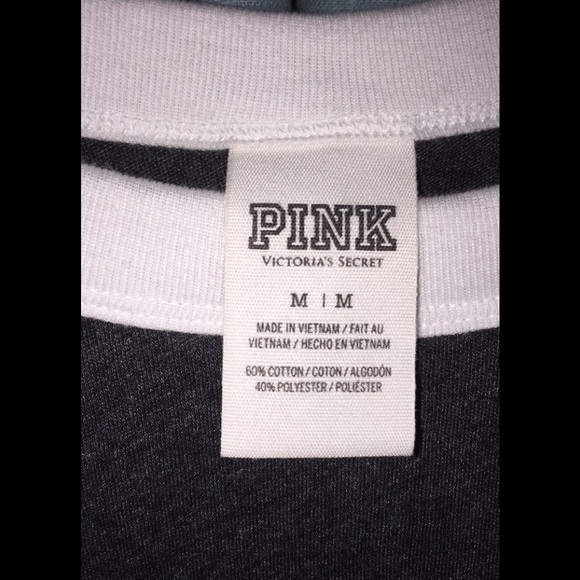 PINK
VICTORIA'S SECRET
M | M
MADE IN VIETNAM / FAIT AU
VIETNAM / HECHO EN VIETNAM
60% COTTON / COTON / ALGODÓN
40% POLYESTER / POLIÉSTER